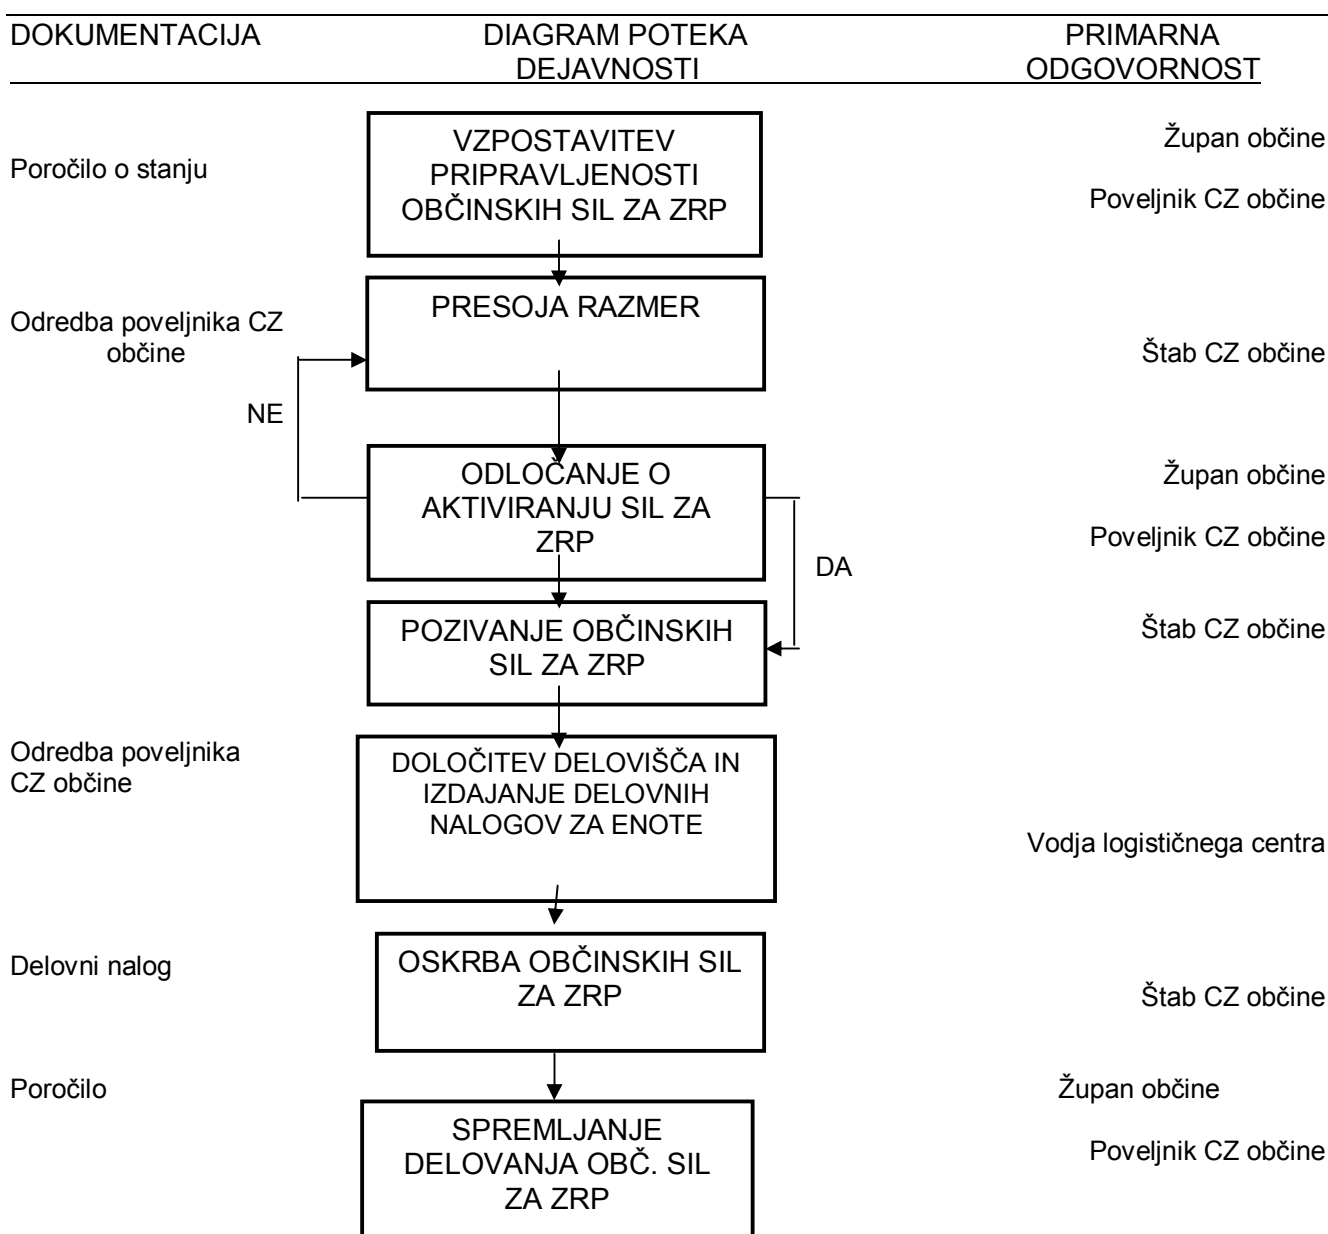 DOKUMENTACIJA
DIAGRAM POTEKA
DEJAVNOSTI
PRIMARNA
ODGOVORNOST
Poročilo o stanju
VZPOSTAVITEV
PRIPRAVLJENOSTI
OBČINSKIH SIL ZA ZRP
Župan občine
Poveljnik CZ občine
Odredba poveljnika CZ
občine
PRESOJA RAZMER
Štab CZ občine
NE
ODLOČANJE O
AKTIVIRANJU SIL ZA
ZRP
Župan občine
Poveljnik CZ občine
DA
POZIVANJE OBČINSKIH
SIL ZA ZRP
Štab CZ občine
Odredba poveljnika
CZ občine
DOLOČITEV DELOVIŠČA IN
IZDAJANJE DELOVNIH
NALOGOV ZA ENOTE
Vodja logističnega centra
Delovni nalog
OSKRBA OBČINSKIH SIL
ZA ZRP
Štab CZ občine
Poročilo
SPREMLJANJE
DELOVANJA OBČ. SIL
ZA ZRP
Župan občine
Poveljnik CZ občine